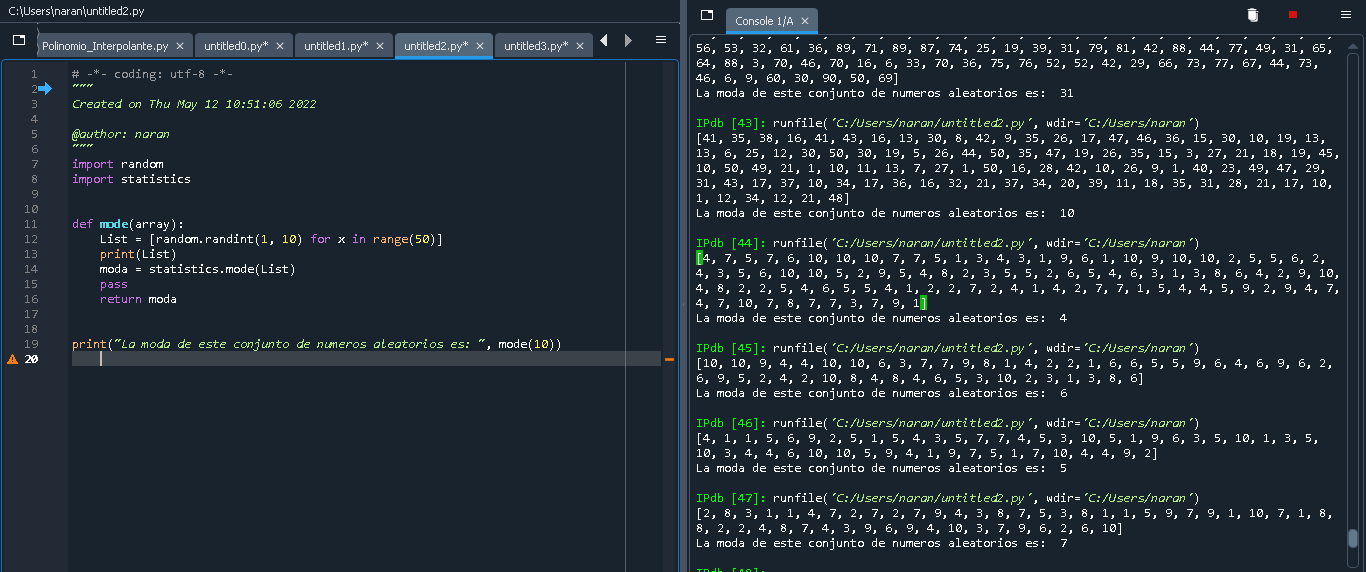 C:\Users\naran\untitled2.py
Polinomio_Interpolante.py × untitled0.py* × untitled1.py* × untitled2.py* × untitled3.py* ×
1 # -*- coding: utf-8 -*-
2 """
3 Created on Thu May 12 10:51:06 2022
4
5 @author: naran
6 """
7 import random
8 import statistics
9
10
11 def mode(array):
12 List = [random.randint(1, 10) for x in range(50)]
13 print(List)
14 moda = statistics.mode(List)
15 pass
16 return moda
17
18
19 print("La moda de este conjunto de numeros aleatorios es: ", mode(10))
20
Console 1/A ×
56, 53, 32, 61, 36, 89, 71, 89, 87, 74, 25, 19, 39, 31, 79, 81, 42, 88, 44, 77, 49, 31, 65,
64, 88, 3, 70, 46, 70, 16, 6, 33, 70, 36, 75, 76, 52, 52, 42, 29, 66, 73, 77, 67, 44, 73,
46, 6, 9, 60, 30, 90, 50, 69]
La moda de este conjunto de numeros aleatorios es:  31
IPdb [43]: runfile('C:/Users/naran/untitled2.py', wdir='C:/Users/naran')
[41, 35, 38, 16, 41, 43, 16, 13, 30, 8, 42, 9, 35, 26, 17, 47, 46, 36, 15, 30, 10, 19, 13,
13, 6, 25, 12, 30, 50, 30, 19, 5, 26, 44, 50, 35, 47, 19, 26, 35, 15, 3, 27, 21, 18, 19, 45,
10, 50, 49, 21, 1, 10, 11, 13, 7, 27, 1, 50, 16, 28, 42, 10, 26, 9, 1, 40, 23, 49, 47, 29,
31, 43, 17, 37, 10, 34, 17, 36, 16, 32, 21, 37, 34, 20, 39, 11, 18, 35, 31, 28, 21, 17, 10,
1, 12, 34, 12, 21, 48]
La moda de este conjunto de numeros aleatorios es:  10
IPdb [44]: runfile('C:/Users/naran/untitled2.py', wdir='C:/Users/naran')
[4, 7, 5, 7, 6, 10, 10, 10, 7, 7, 5, 1, 3, 4, 3, 1, 9, 6, 1, 10, 9, 10, 10, 2, 5, 5, 6, 2,
4, 3, 5, 6, 10, 10, 5, 2, 9, 5, 4, 8, 2, 3, 5, 5, 2, 6, 5, 4, 6, 3, 1, 3, 8, 6, 4, 2, 9, 10,
4, 8, 2, 2, 5, 4, 6, 5, 5, 4, 1, 2, 2, 7, 2, 4, 1, 4, 2, 7, 7, 1, 5, 4, 4, 5, 9, 2, 9, 4, 7,
4, 7, 10, 7, 8, 7, 7, 3, 7, 9, 1]
La moda de este conjunto de numeros aleatorios es:  4
IPdb [45]: runfile('C:/Users/naran/untitled2.py', wdir='C:/Users/naran')
[10, 10, 9, 4, 4, 10, 10, 6, 3, 7, 7, 9, 8, 1, 4, 2, 2, 1, 6, 6, 5, 5, 9, 6, 4, 6, 9, 6, 2,
6, 9, 5, 2, 4, 2, 10, 8, 4, 8, 4, 6, 5, 3, 10, 2, 3, 1, 3, 8, 6]
La moda de este conjunto de numeros aleatorios es:  6
IPdb [46]: runfile('C:/Users/naran/untitled2.py', wdir='C:/Users/naran')
[4, 1, 1, 5, 6, 9, 2, 5, 1, 5, 4, 3, 5, 7, 7, 4, 5, 3, 10, 5, 1, 9, 6, 3, 5, 10, 1, 3, 5,
10, 3, 4, 4, 6, 10, 10, 5, 9, 4, 1, 9, 7, 5, 1, 7, 10, 4, 4, 9, 2]
La moda de este conjunto de numeros aleatorios es:  5
IPdb [47]: runfile('C:/Users/naran/untitled2.py', wdir='C:/Users/naran')
[2, 8, 3, 1, 1, 4, 7, 2, 7, 2, 7, 9, 4, 3, 8, 7, 5, 3, 8, 1, 1, 5, 9, 7, 9, 1, 10, 7, 1, 8,
8, 2, 2, 4, 8, 7, 4, 3, 9, 6, 9, 4, 10, 3, 7, 9, 6, 2, 6, 10]
La moda de este conjunto de numeros aleatorios es:  7